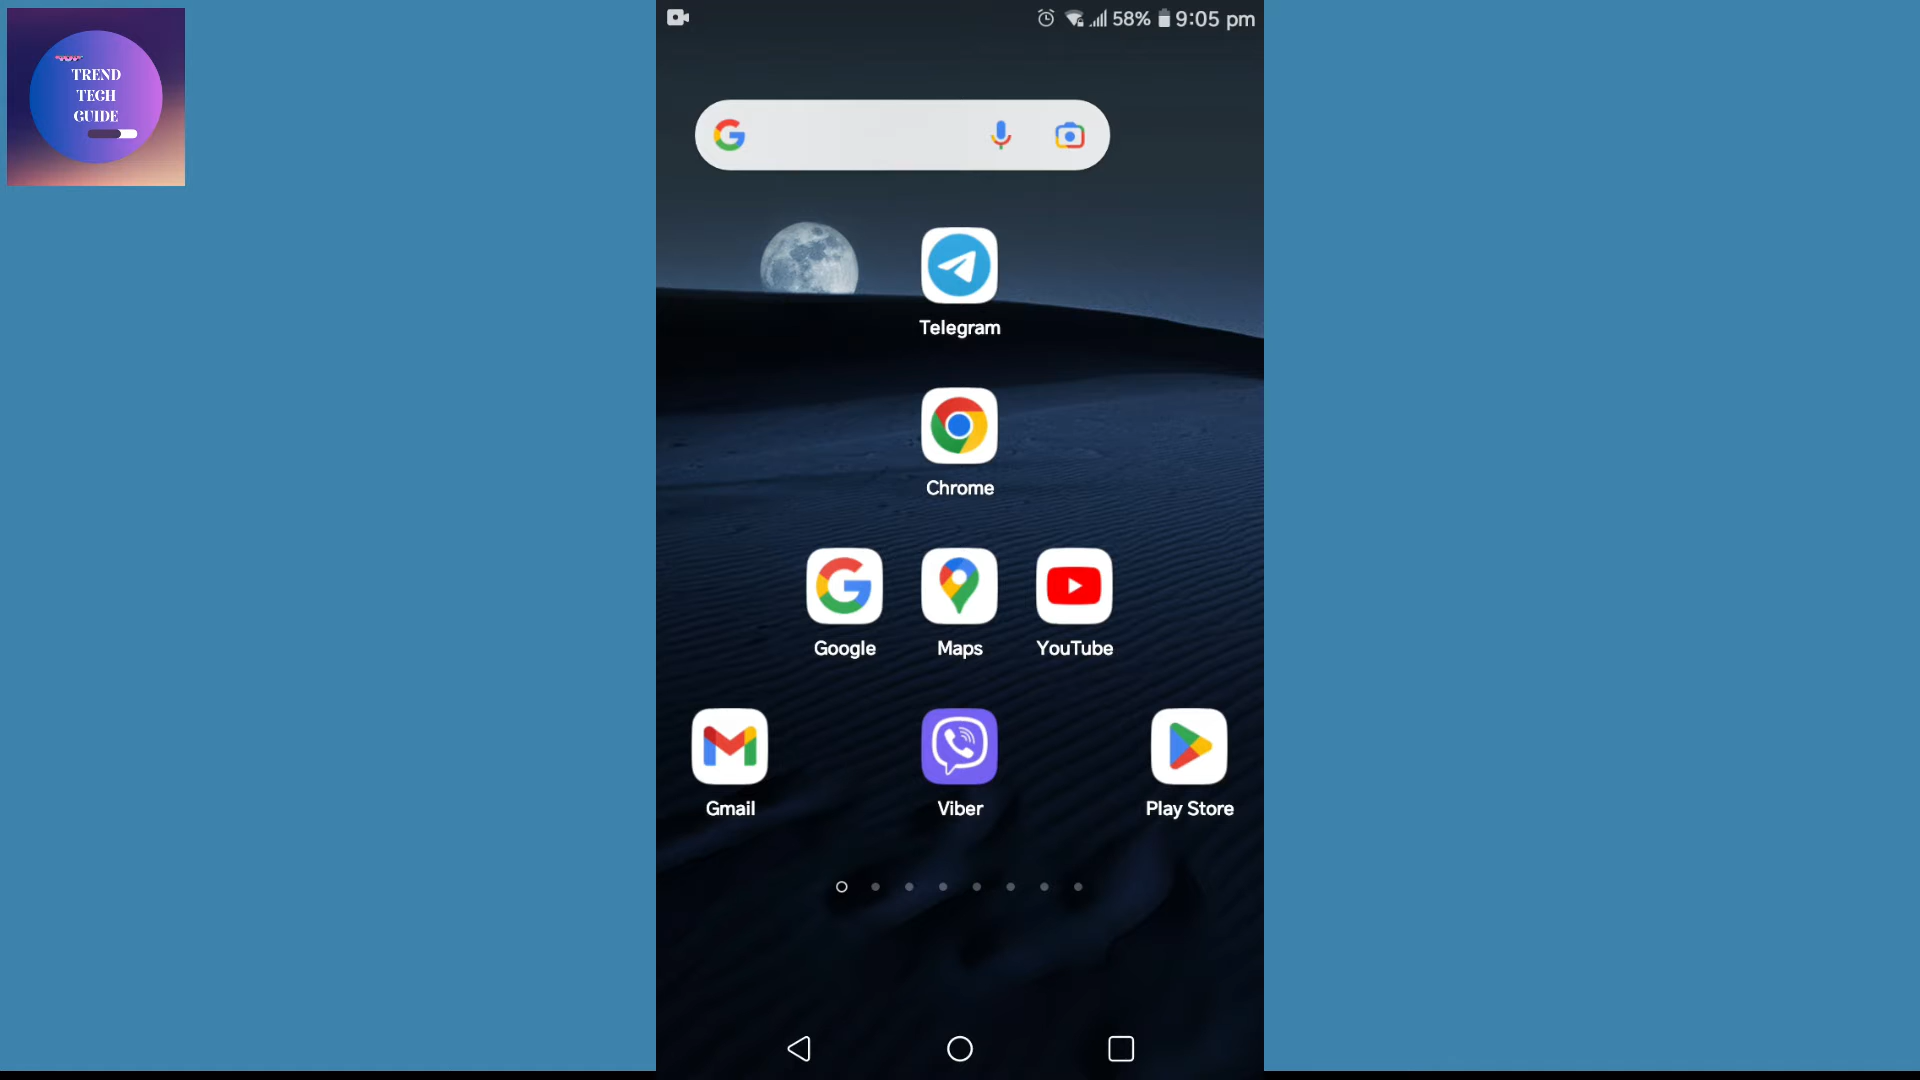 TREND
TECH
GUIDE
58% 9:05 pm
Telegram
Chrome
Google Maps YouTube
Gmail Viber Play Store